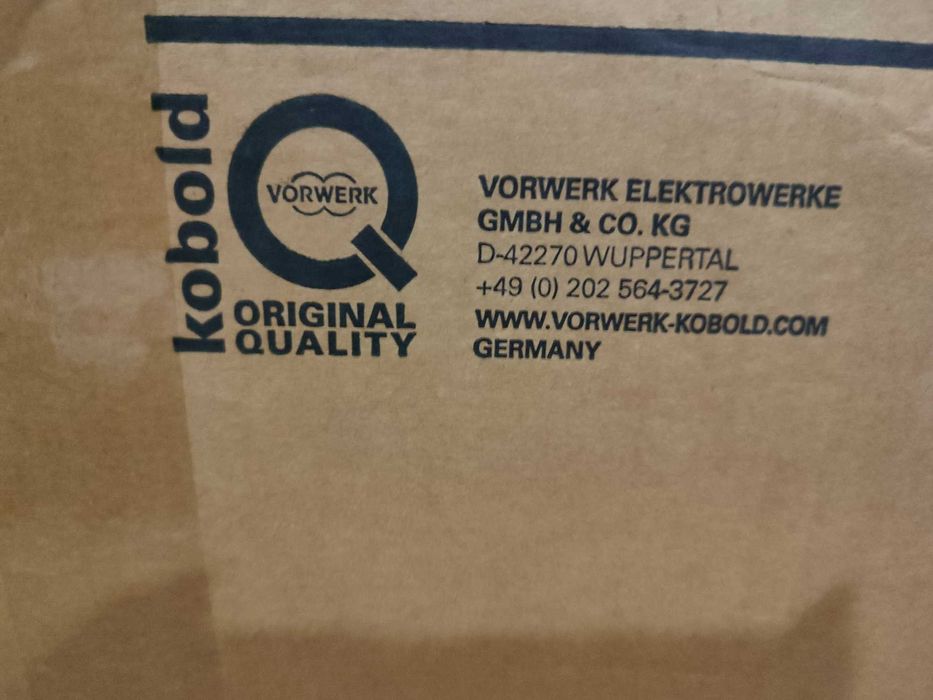 kobold
VORWERK
ORIGINAL
QUALITY
VORWERK ELEKTROWERKE
GMBH & CO. KG
D-42270 WUPPERTAL
+49 (0) 202 564-3727
WWW.VORWERK-KOBOLD.COM
GERMANY